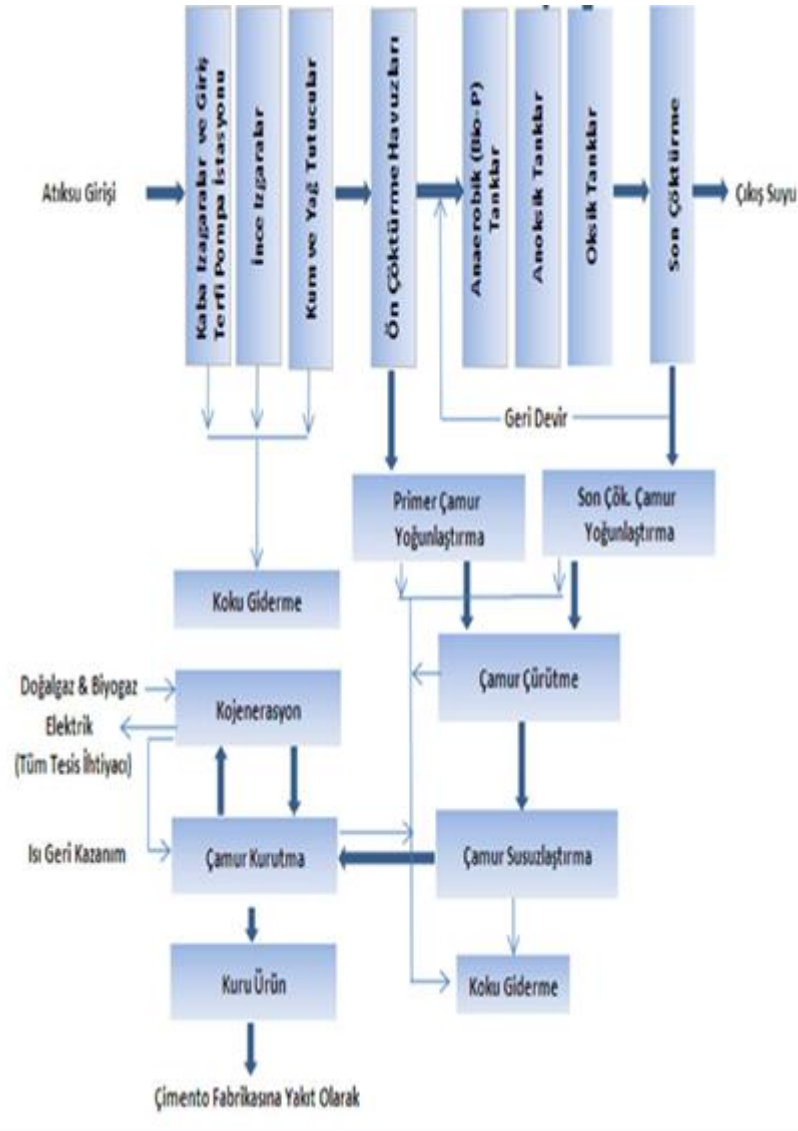 Kaba Izagaralar ve Giriş
Terfi Pompa İstasyonu
İnce Izgaralar
Kum ve Yağ Tutucular
Ön Çöktürme Havuzları
Anaerobik (Bio-P)
Tanklar
Anoksik Tanklar
Oksik Tanklar
Son Çöktürme
Atıksu Girişi
Çıkış Suyu
Geri Devir
Primer Çamur
Yoğunlaştırma
Son Çök. Çamur
Yoğunlaştırma
Koku Giderme
Doğalgaz & Biyogaz
Elektrik
(Tüm Tesis İhtiyacı)
Kojenerasyon
Çamur Çürütme
Isı Geri Kazanım
Çamur Kurutma
Çamur Susuzlaştırma
Kuru Ürün
Koku Giderme
Çimento Fabrikasına Yakıt Olarak